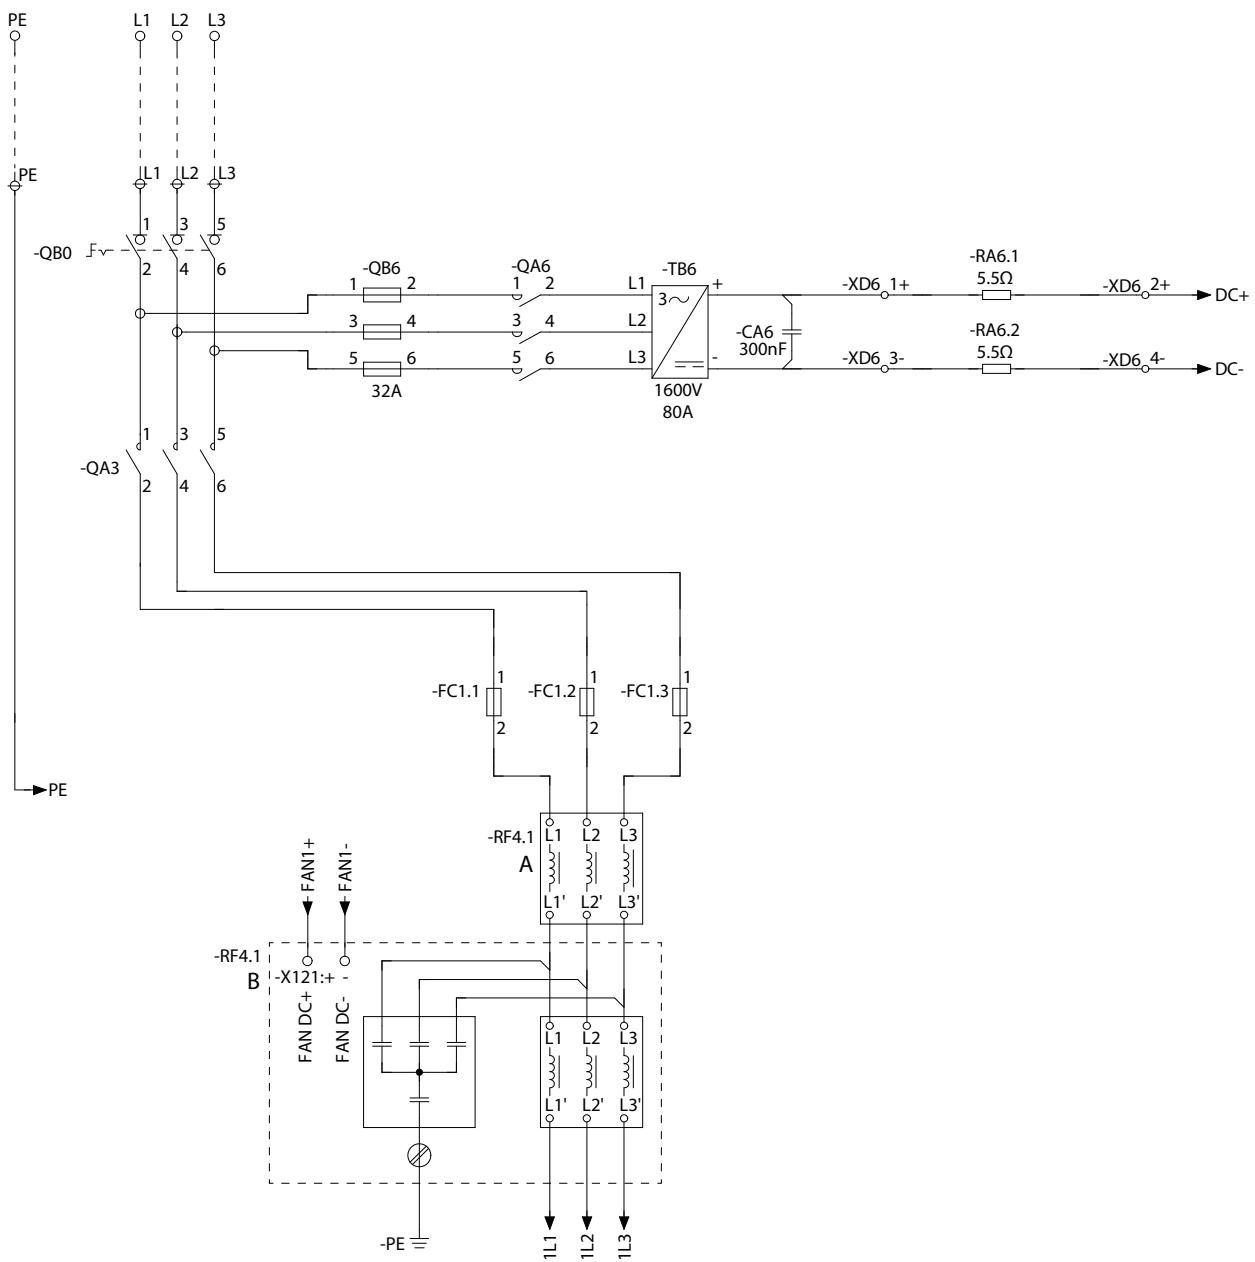 PE L1 L2 L3
PE L1 L2 L3
1 3 5
-QB0
2 4 6
-QB6 -QA6 -TB6 -RA6.1
5.5Ω
1 2 1 2 L1 + -XD6 1+ -XD6 2+ DC+
3~
3 4 3 4 L2 -CA6 -RA6.2
300nF 5.5Ω
5 6 5 6 L3 - -XD6 3- -XD6 4- DC-
32A 1600V
80A
1 3 5
-QA3
2 4 6
1 1 1
-FC1.1 -FC1.2 -FC1.3
2 2 2
PE
-RF4.1 L1 L2 L3
A
L1' L2' L3'
FAN1+ FAN1-
-RF4.1
B -X121:+ -
FAN DC+ FAN DC-
L1 L2 L3
L1' L2' L3'
-PE 1L1 1L2 1L3